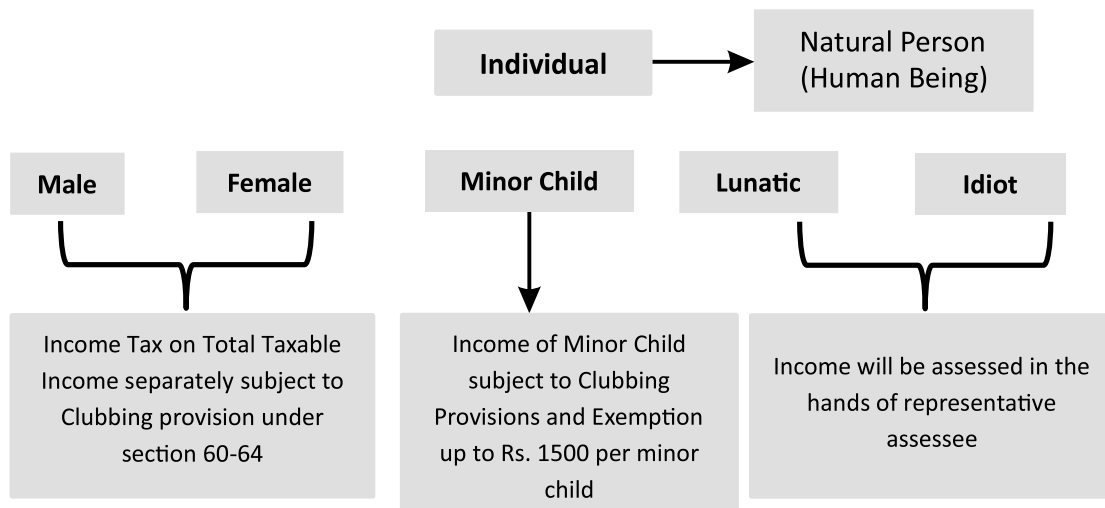 Individual
Natural Person
(Human Being)
Male
Female
Minor Child
Lunatic
Idiot
Income Tax on Total Taxable
Income separately subject to
Clubbing provision under
section 60-64
Income of Minor Child
subject to Clubbing
Provisions and Exemption
up to Rs. 1500 per minor
child
Income will be assessed in the
hands of representative
assessee